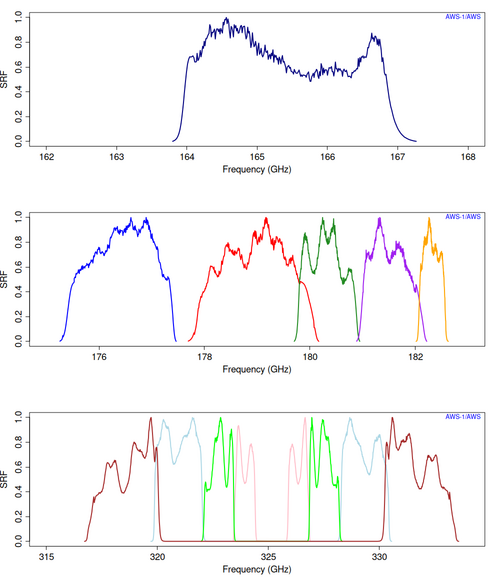 AWS-1/AWS
SRF
0.0 0.2 0.4 0.6 0.8 1.0
162 163 164 165 166 167 168
Frequency (GHz)
AWS-1/AWS
SRF
0.0 0.2 0.4 0.6 0.8 1.0
176 178 180 182
Frequency (GHz)
AWS-1/AWS
SRF
0.0 0.2 0.4 0.6 0.8 1.0
315 320 325 330
Frequency (GHz)